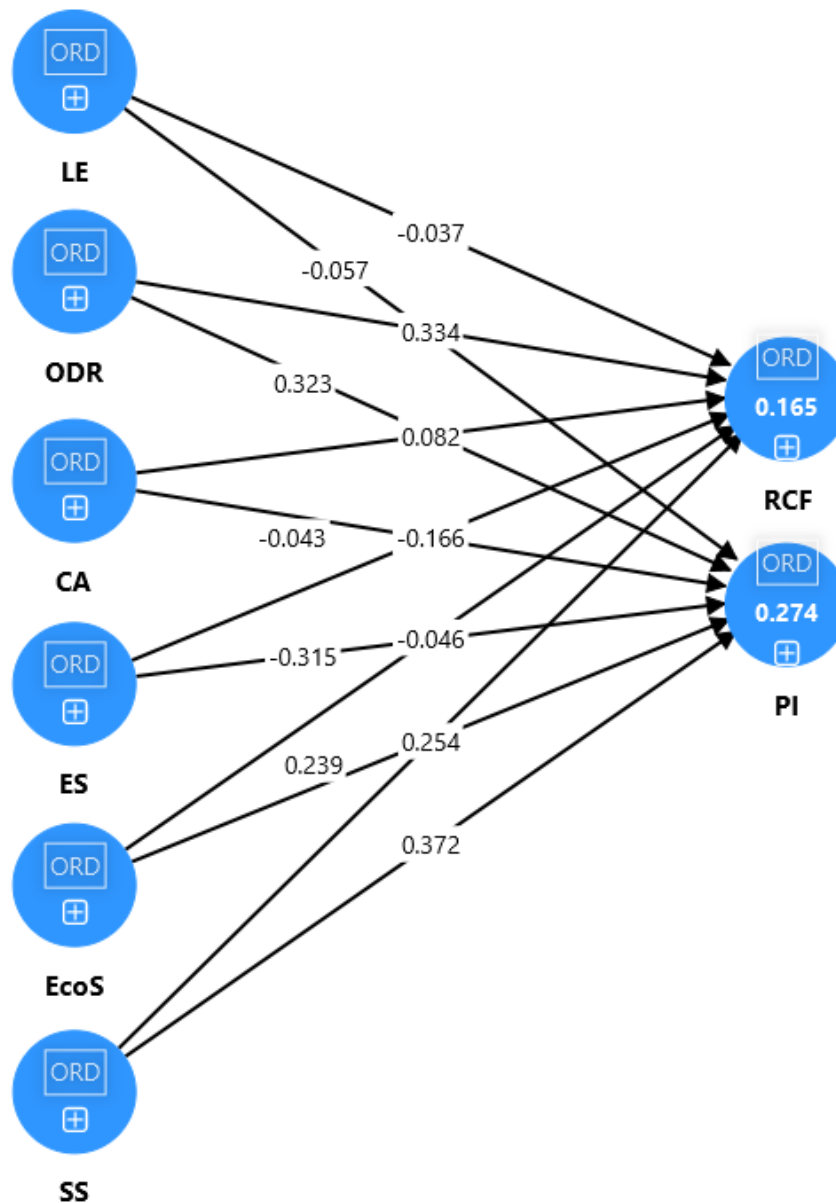 ORD
LE
-0.037
-0.057
ORD
ODR
0.334
0.323
ORD
0.165
RCF
ORD
CA
0.082
-0.043
-0.166
ORD
0.274
PI
ORD
ES
-0.046
-0.315
ORD
EcoS
0.254
0.239
0.372
ORD
SS